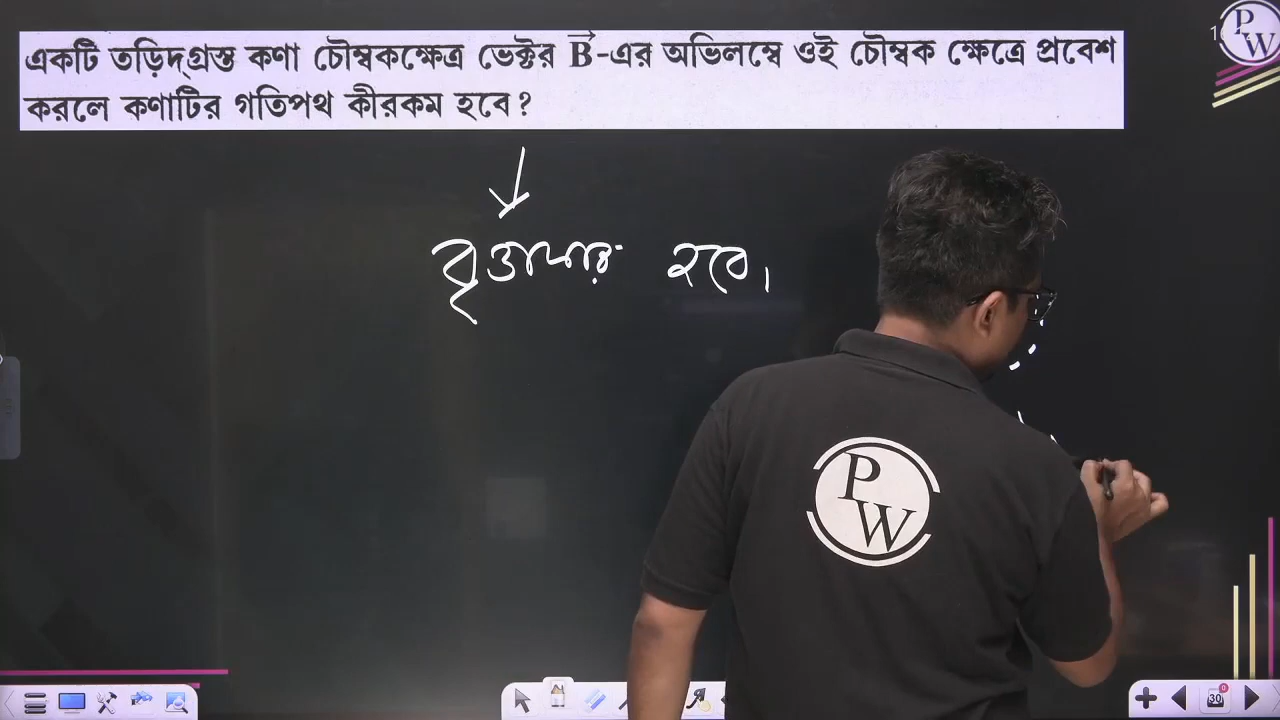 একটি তড়িদ্‌গ্রস্ত কণা চৌম্বকক্ষেত্র ভেক্টর B⃗-এর অভিলম্বে ওই চৌম্বক ক্ষেত্রে প্রবেশ
করলে কণাটির গতিপথ কীরকম হবে?
বৃত্তাকার হবে।
P
W
P
W
30